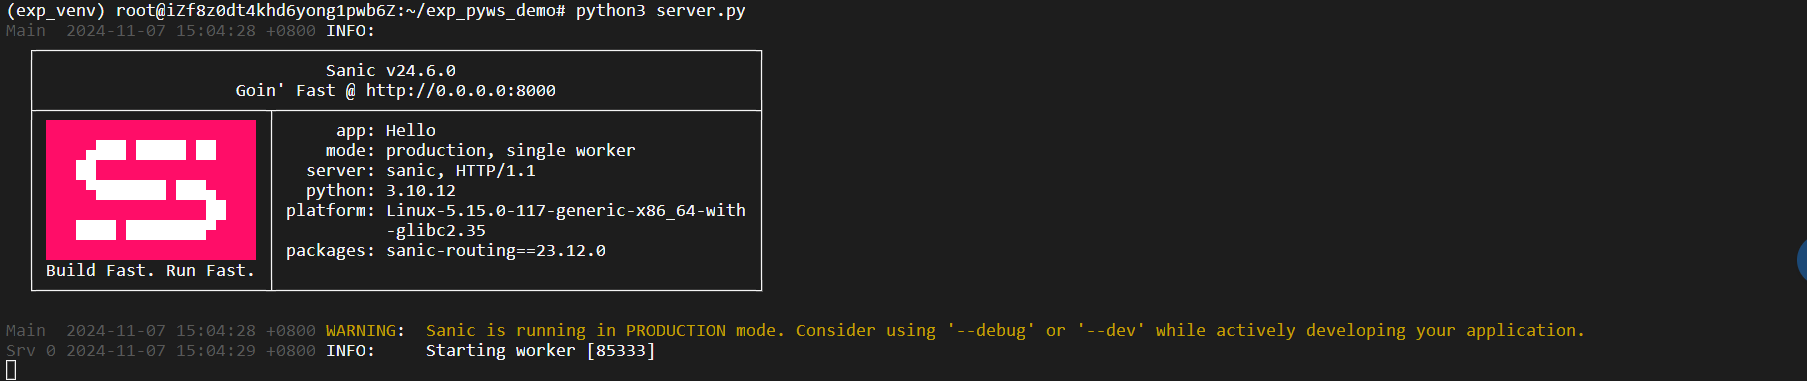 (exp_venv) root@iZf8z0dt4khd6yong1pwb6Z:~/exp_pyws_demo# python3 server.py
Main  2024-11-07 15:04:28 +0800 INFO:
Sanic v24.6.0
Goin' Fast @ http://0.0.0.0:8000
app: Hello
mode: production, single worker
server: sanic, HTTP/1.1
python: 3.10.12
platform: Linux-5.15.0-117-generic-x86_64-with
-glibc2.35
packages: sanic-routing==23.12.0
Build Fast. Run Fast.
Main  2024-11-07 15:04:28 +0800 WARNING:  Sanic is running in PRODUCTION mode. Consider using '--debug' or '--dev' while actively developing your application.
Srv 0 2024-11-07 15:04:29 +0800 INFO:     Starting worker [85333]